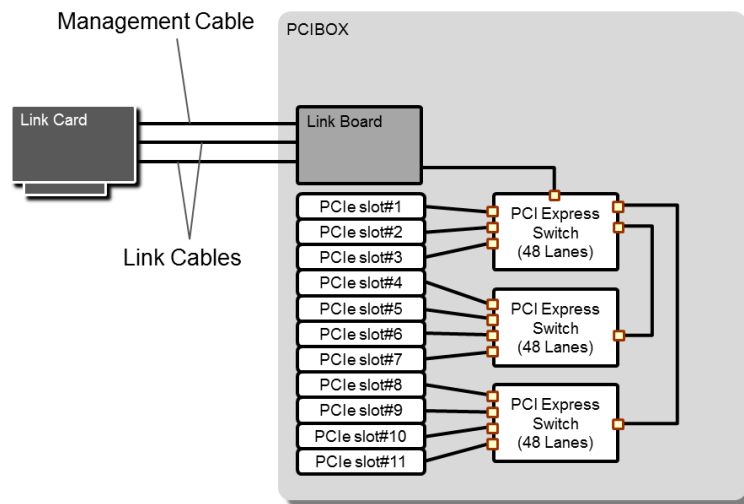 Management Cable
PCIBOX
Link Card
Link Board
Link Cables
PCIe slot#1
PCIe slot#2
PCIe slot#3
PCIe slot#4
PCIe slot#5
PCIe slot#6
PCIe slot#7
PCIe slot#8
PCIe slot#9
PCIe slot#10
PCIe slot#11
PCI Express
Switch
(48 Lanes)
PCI Express
Switch
(48 Lanes)
PCI Express
Switch
(48 Lanes)